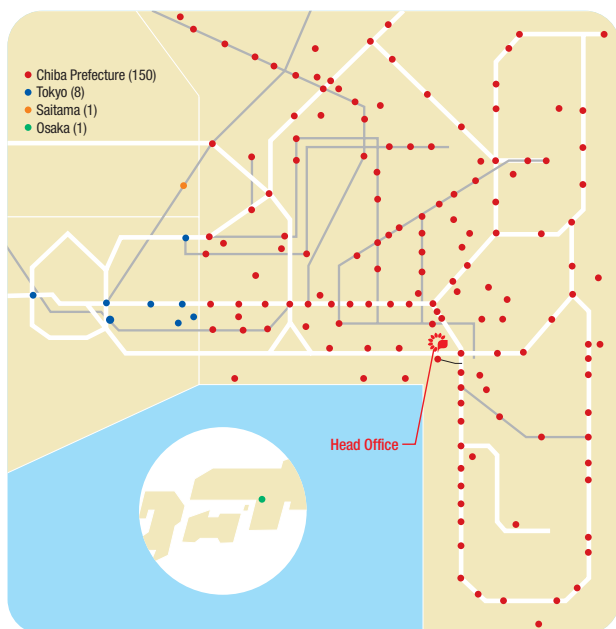 Chiba Prefecture (150)
Tokyo (8)
Saitama (1)
Osaka (1)
Head Office